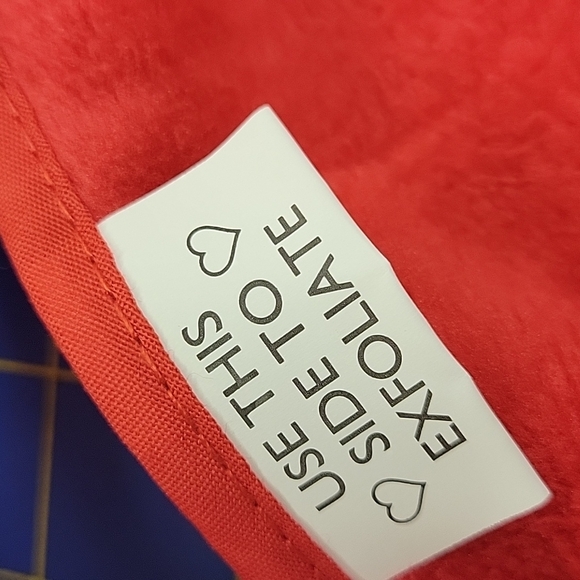 USE THIS ♡
♡ SIDE TO
EXFOLIATE